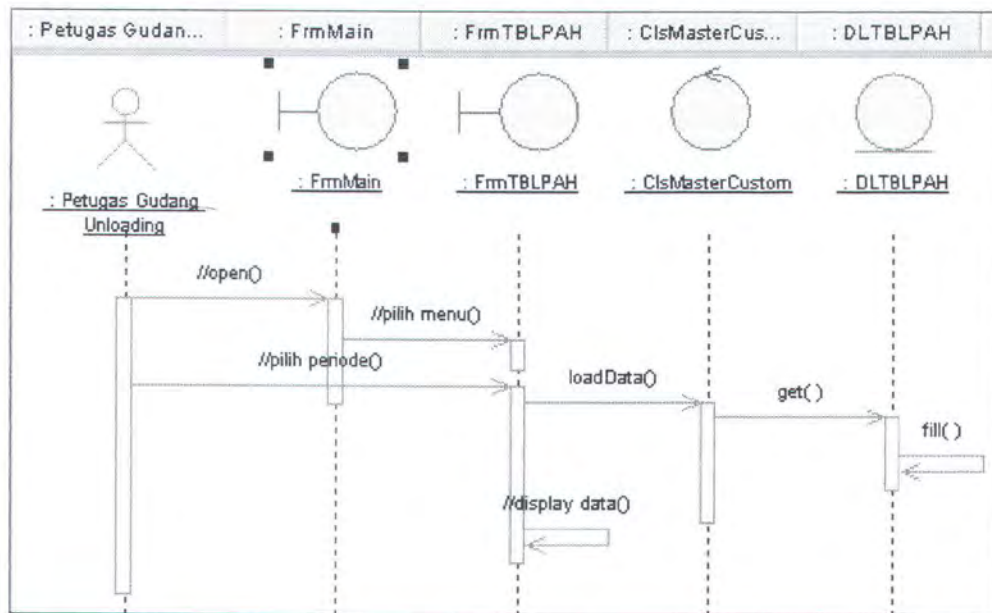 : Petugas Gudan...
: FrmMain
: FrmTBLPAH
: ClsMasterCus...
: DLTBLPAH
: FrmMain
: FrmTBLPAH
: ClsMasterCustom
: DLTBLPAH
: Petugas Gudang
Unloading
//open()
//pilih menu()
//pilih periode()
loadData()
get( )
fill( )
//display data()